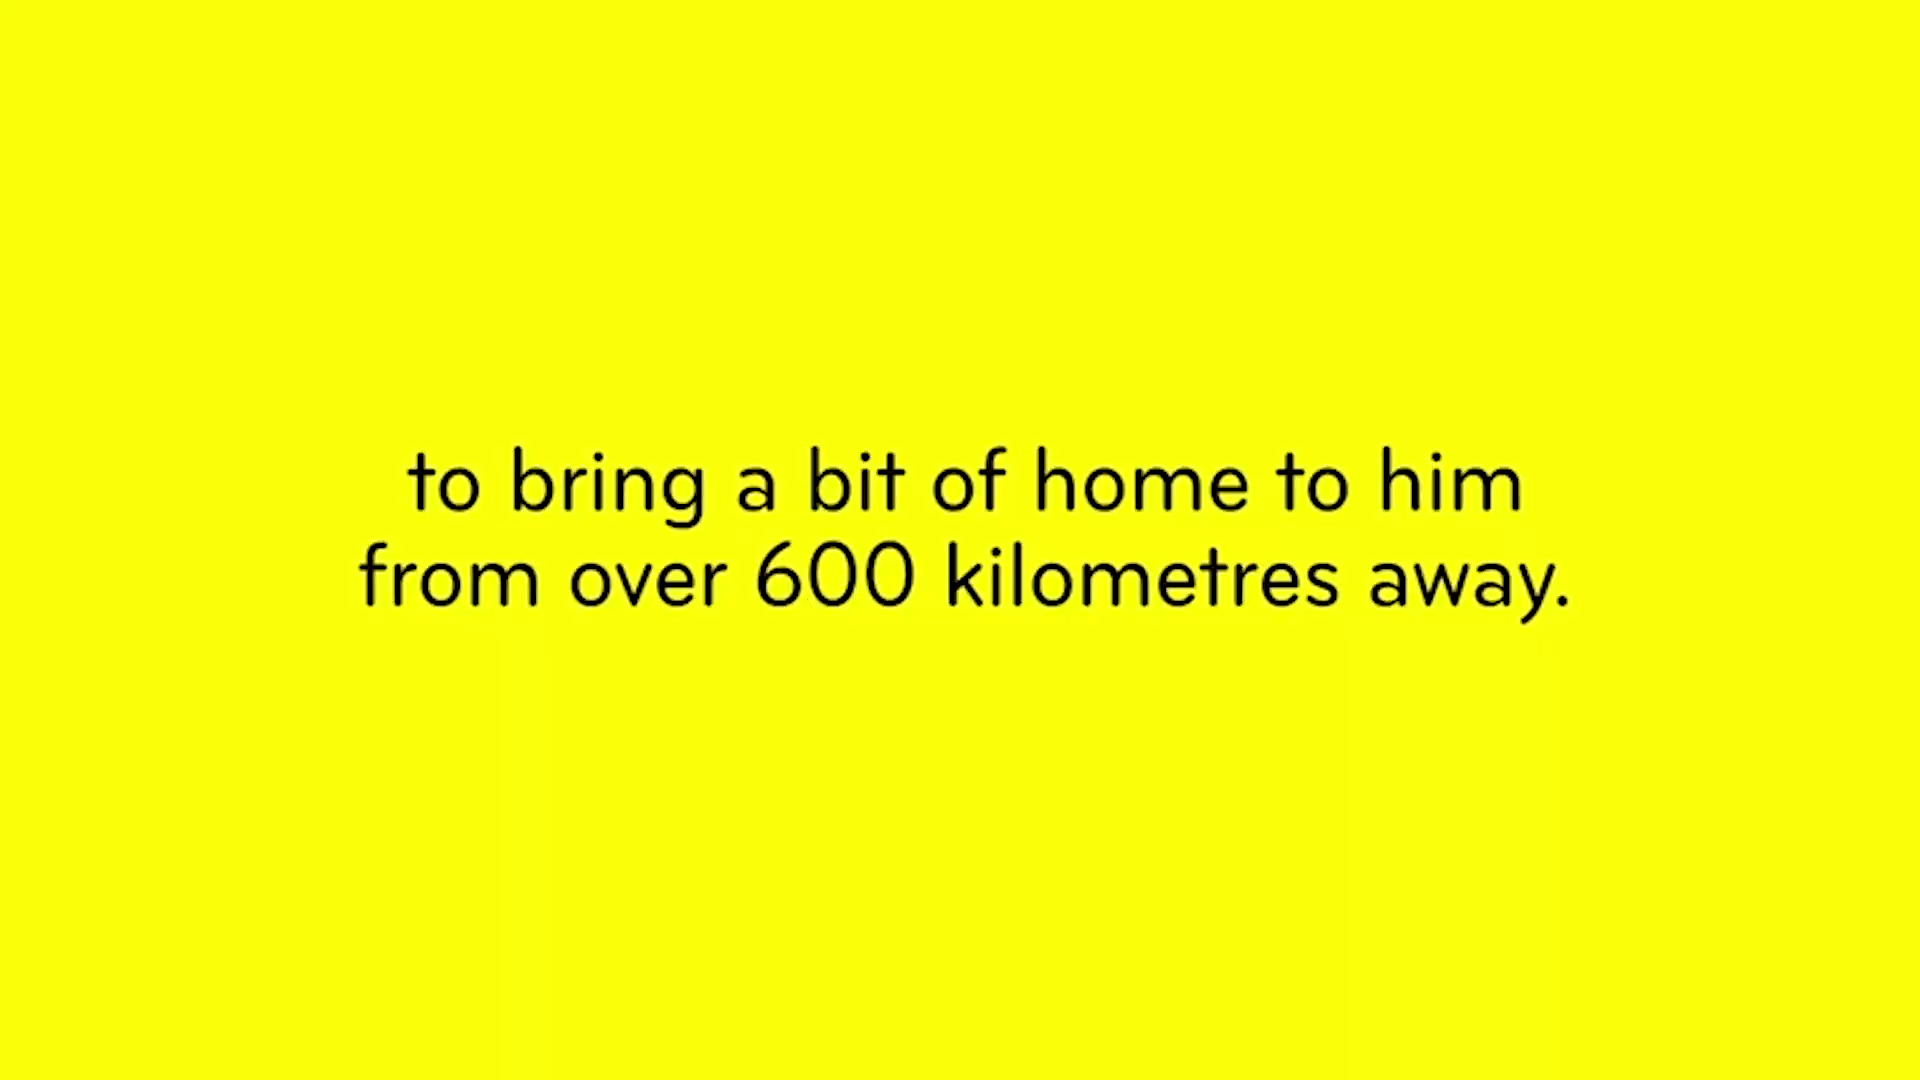 to bring a bit of home to him
from over 600 kilometres away.